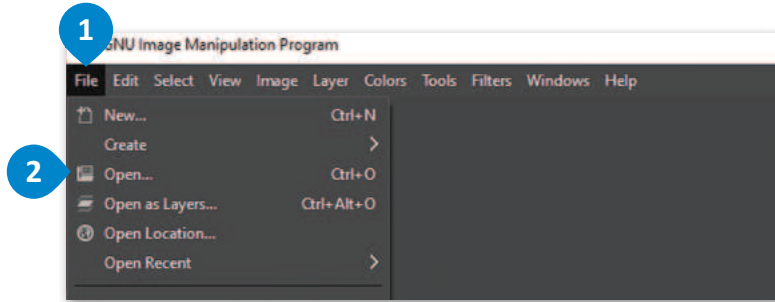 1
GNU Image Manipulation Program
File Edit Select View Image Layer Colors Tools Filters Windows Help
New... Ctrl+N
Create
2
Open... Ctrl+O
Open as Layers... Ctrl+Alt+O
Open Location...
Open Recent